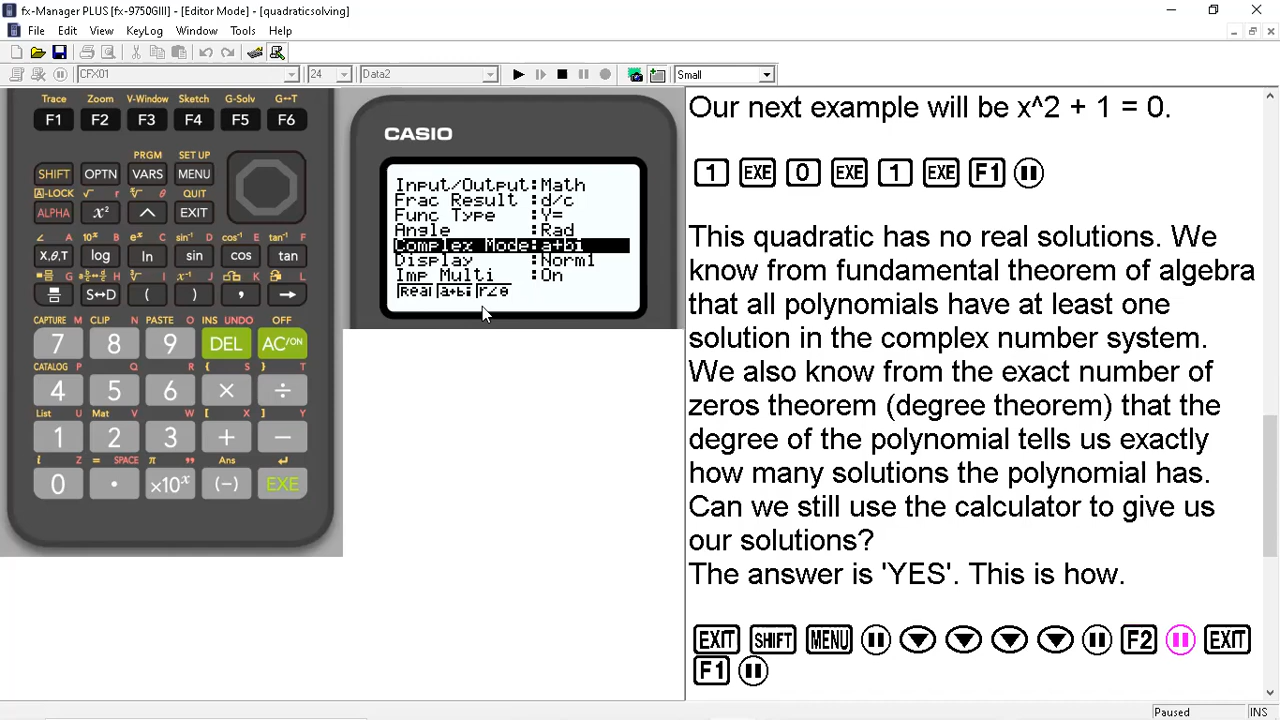 fx-Manager PLUS [fx-9750GIII] - [Editor Mode] - [quadraticsolving]
File Edit View KeyLog Window Tools Help
CFX01 24 Data2 Small
Trace Zoom V-Window Sketch G-Solv G↔T
F1 F2 F3 F4 F5 F6
PRGM SET UP
SHIFT OPTN VARS MENU
A-LOCK √ r ∛ θ QUIT
ALPHA x² ^ EXIT
∠ A 10ˣ B eˣ C sin⁻¹ D cos⁻¹ E tan⁻¹ F
X,θ,T log ln sin cos tan
G H I J K L
S↔D ( ) , →
CAPTURE M CLIP N PASTE O INS UNDO OFF
7 8 9 DEL AC/ON
CATALOG P Q R { S } T
4 5 6 × ÷
List U Mat V W [ X ] Y
1 2 3 + −
i Z = SPACE π " Ans ↵
0 . ×10ˣ (−) EXE
CASIO
Input/Output:Math
Frac Result :d/c
Func Type :Y=
Angle :Rad
Complex Mode:a+bi
Display :Norm1
Imp Multi :On
Real a+bi r∠θ
Our next example will be x^2 + 1 = 0.
1 EXE 0 EXE 1 EXE F1
This quadratic has no real solutions. We
know from fundamental theorem of algebra
that all polynomials have at least one
solution in the complex number system.
We also know from the exact number of
zeros theorem (degree theorem) that the
degree of the polynomial tells us exactly
how many solutions the polynomial has.
Can we still use the calculator to give us
our solutions?
The answer is 'YES'. This is how.
EXIT SHIFT MENU F2 EXIT
F1
Paused INS